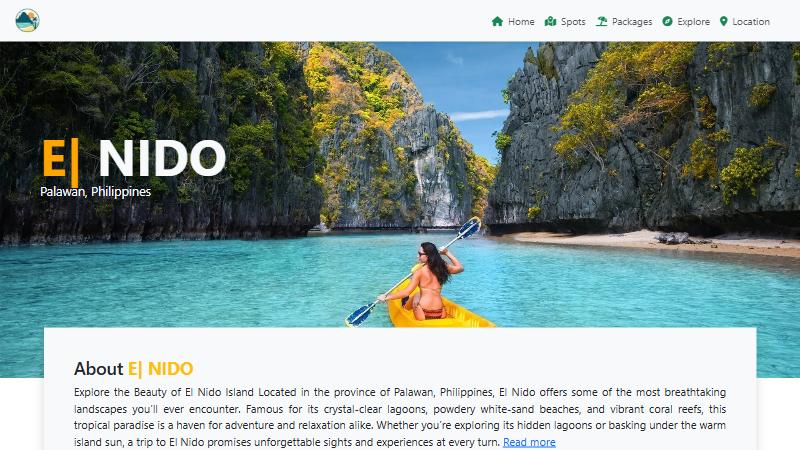 Home Spots Packages Explore Location
E| NIDO
Palawan, Philippines
About E| NIDO
Explore the Beauty of El Nido Island Located in the province of Palawan, Philippines, El Nido offers some of the most breathtaking
landscapes you'll ever encounter. Famous for its crystal-clear lagoons, powdery white-sand beaches, and vibrant coral reefs, this
tropical paradise is a haven for adventure and relaxation alike. Whether you're exploring its hidden lagoons or basking under the warm
island sun, a trip to El Nido promises unforgettable sights and experiences at every turn. Read more